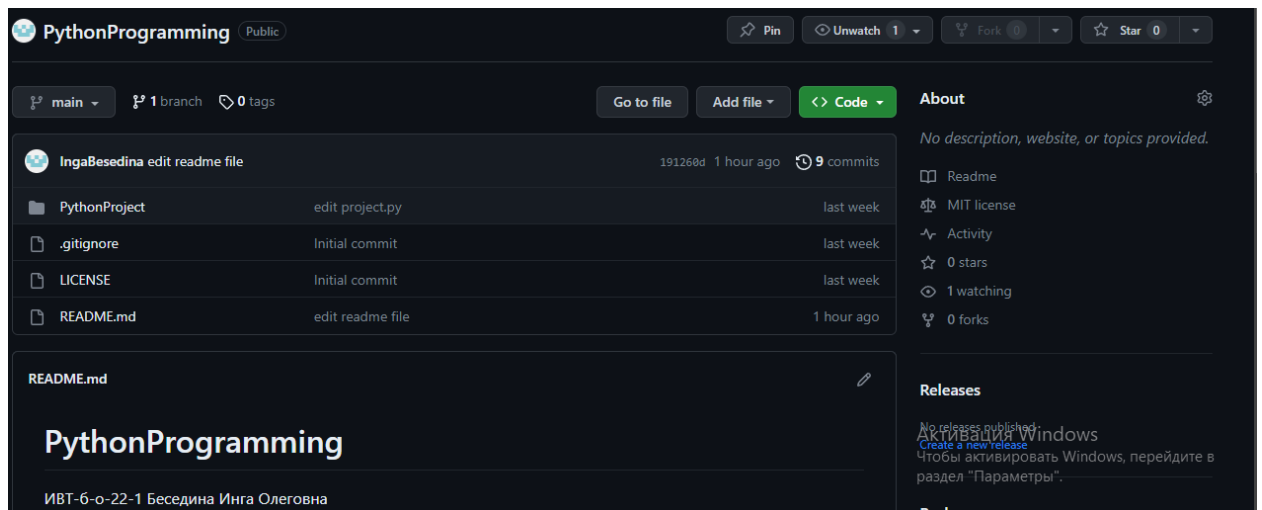 PythonProgramming Public Pin Unwatch 1 Fork 0 Star 0
main 1 branch 0 tags Go to file Add file Code
IngaBesedina edit readme file 191260d 1 hour ago 9 commits
PythonProject edit project.py last week
.gitignore Initial commit last week
LICENSE Initial commit last week
README.md edit readme file 1 hour ago
README.md
PythonProgramming
ИВТ-б-о-22-1 Беседина Инга Олеговна
About
No description, website, or topics provided.
Readme
MIT license
Activity
0 stars
1 watching
0 forks
Releases
No releases published
Create a new release
Активация Windows
Чтобы активировать Windows, перейдите в
раздел "Параметры".